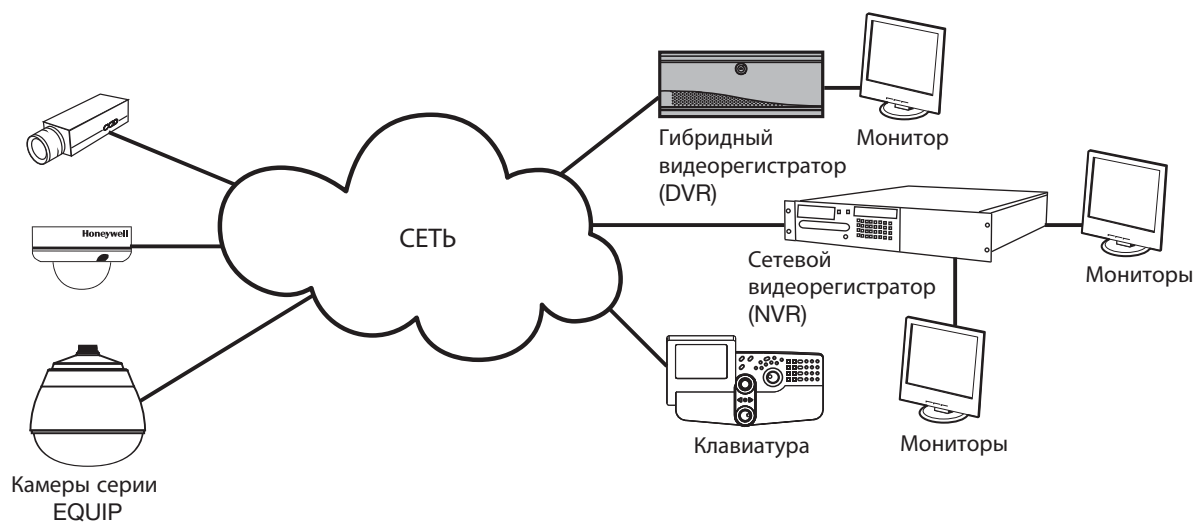 Гибридный
видеорегистратор
(DVR)
Монитор
Honeywell
СЕТЬ
Сетевой
видеорегистратор
(NVR)
Мониторы
Клавиатура
Мониторы
Камеры серии
EQUIP